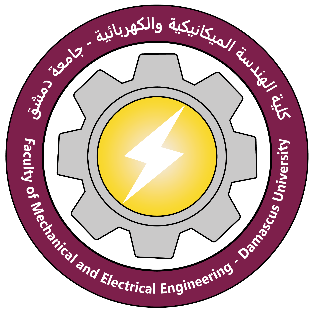 كلية الهندسة الميكانيكية والكهربائية - جامعة دمشق
Faculty of Mechanical and Electrical Engineering - Damascus University